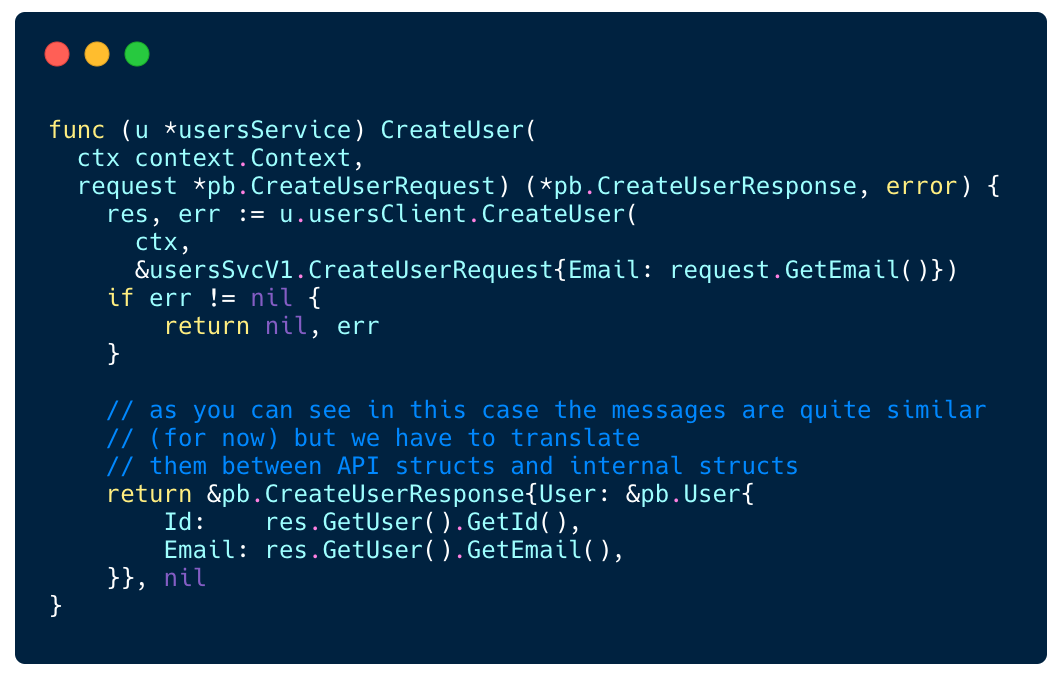 func (u *usersService) CreateUser(
  ctx context.Context,
  request *pb.CreateUserRequest) (*pb.CreateUserResponse, error) {
    res, err := u.usersClient.CreateUser(
      ctx,
      &usersSvcV1.CreateUserRequest{Email: request.GetEmail()})
    if err != nil {
        return nil, err
    }

    // as you can see in this case the messages are quite similar
    // (for now) but we have to translate
    // them between API structs and internal structs
    return &pb.CreateUserResponse{User: &pb.User{
        Id:    res.GetUser().GetId(),
        Email: res.GetUser().GetEmail(),
    }}, nil
}